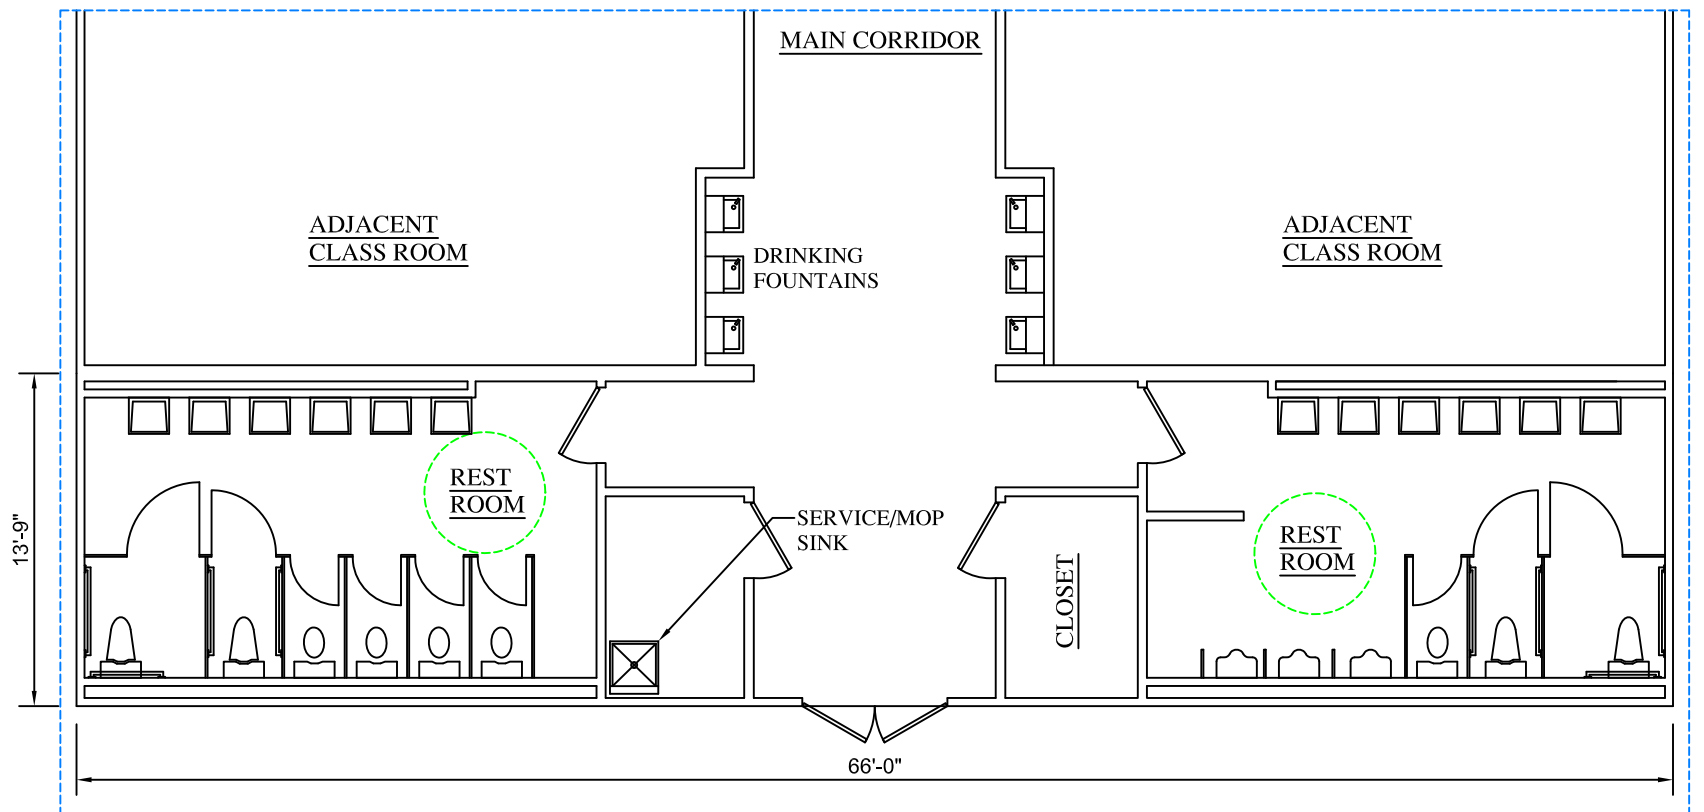 MAIN CORRIDOR
ADJACENT
CLASS ROOM
ADJACENT
CLASS ROOM
DRINKING
FOUNTAINS
REST
ROOM
SERVICE/MOP
SINK
CLOSET
REST
ROOM
13'-9"
66'-0"